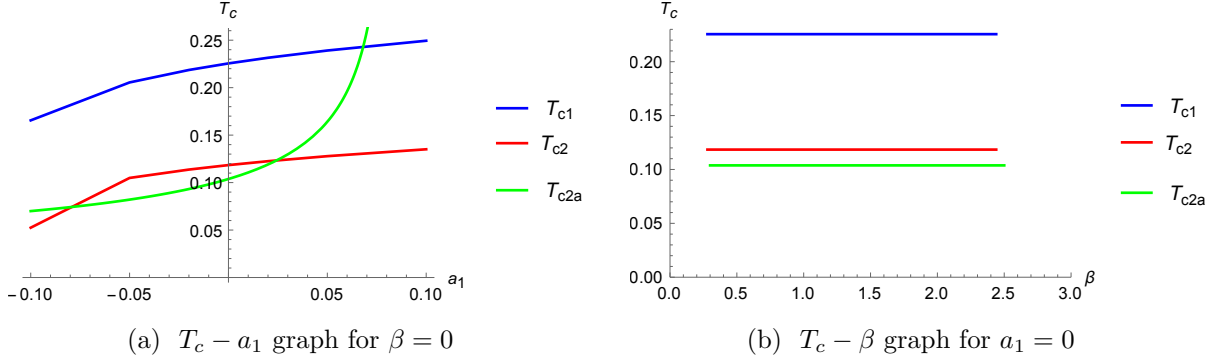 T_c
0.25
0.20
0.15
0.10
0.05
−0.10
−0.05
0.05
0.10
a_1
T_c1
T_c2
T_c2a
(a) T_c − a_1 graph for β = 0
T_c
0.20
0.15
0.10
0.05
0.00
0.0
0.5
1.0
1.5
2.0
2.5
3.0
β
T_c1
T_c2
T_c2a
(b) T_c − β graph for a_1 = 0